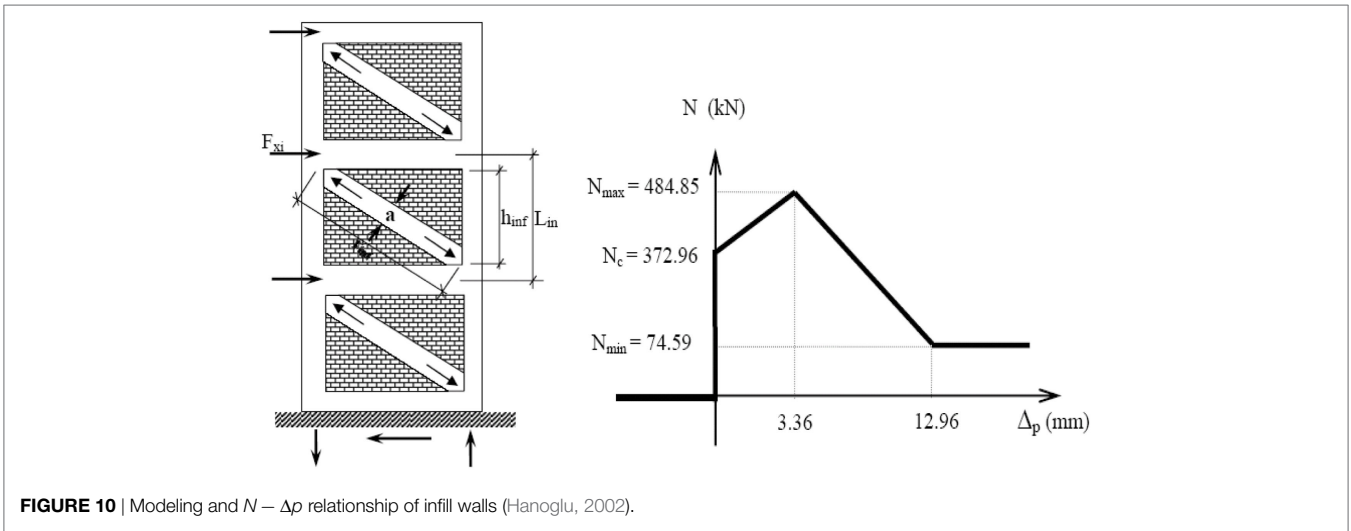 F_xi
a
h_inf
L_in
N (kN)
N_max = 484.85
N_c = 372.96
N_min = 74.59
3.36
12.96
Δ_p (mm)
FIGURE 10 | Modeling and N – Δp relationship of infill walls (Hanoglu, 2002).